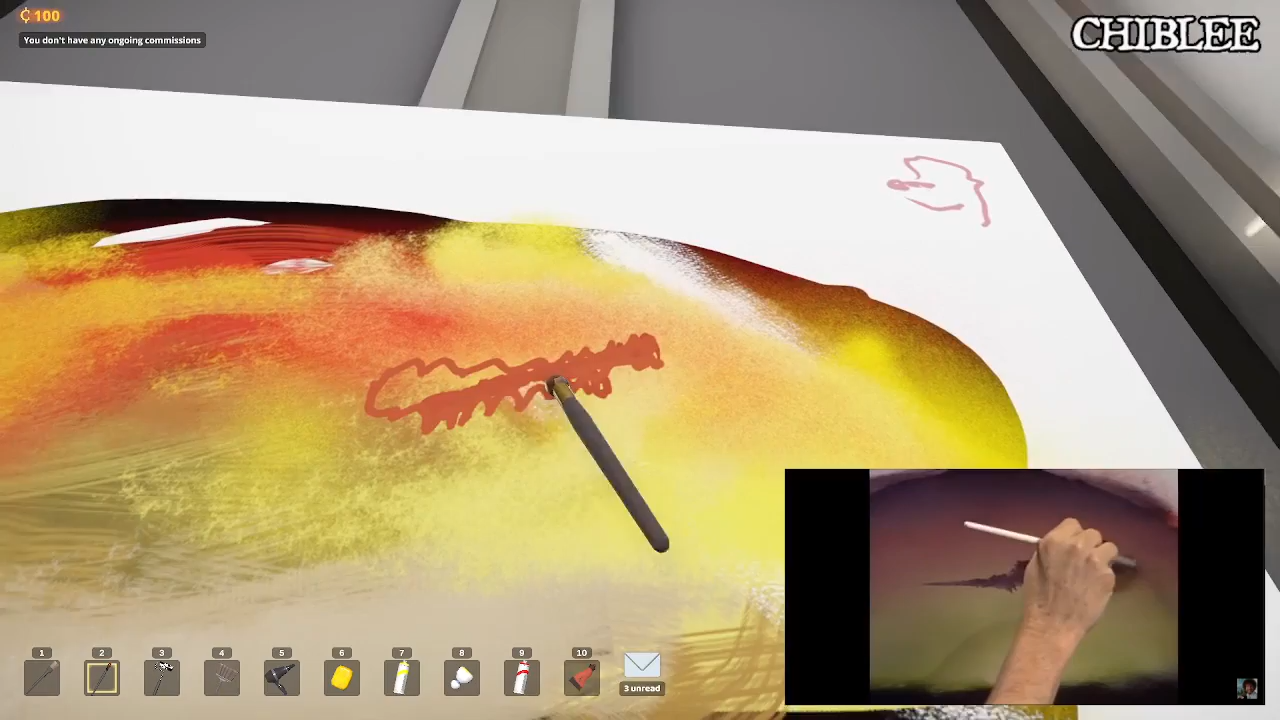 ₵100
You don't have any ongoing commissions
CHIBLEE
1 2 3 4 5 6 7 8 9 10
3 unread